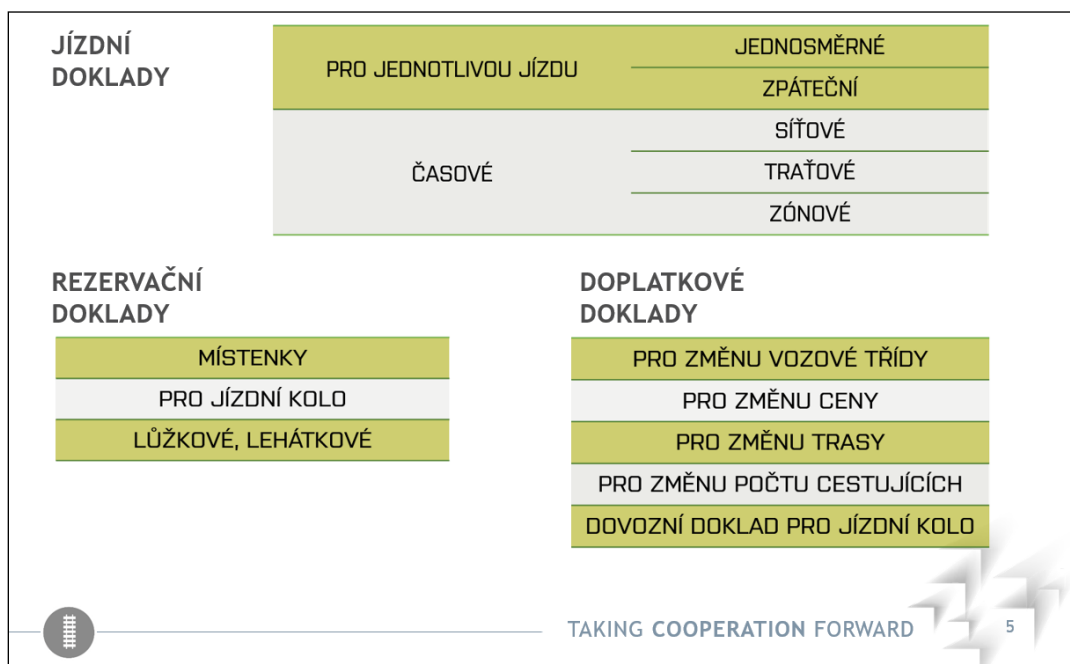 JÍZDNÍ
DOKLADY
PRO JEDNOTLIVOU JÍZDU
JEDNOSMĚRNÉ
ZPÁTEČNÍ
ČASOVÉ
SÍŤOVÉ
TRAŤOVÉ
ZÓNOVÉ
REZERVAČNÍ
DOKLADY
MÍSTENKY
PRO JÍZDNÍ KOLO
LŮŽKOVÉ, LEHÁTKOVÉ
DOPLATKOVÉ
DOKLADY
PRO ZMĚNU VOZOVÉ TŘÍDY
PRO ZMĚNU CENY
PRO ZMĚNU TRASY
PRO ZMĚNU POČTU CESTUJÍCÍCH
DOVOZNÍ DOKLAD PRO JÍZDNÍ KOLO
TAKING COOPERATION FORWARD
5